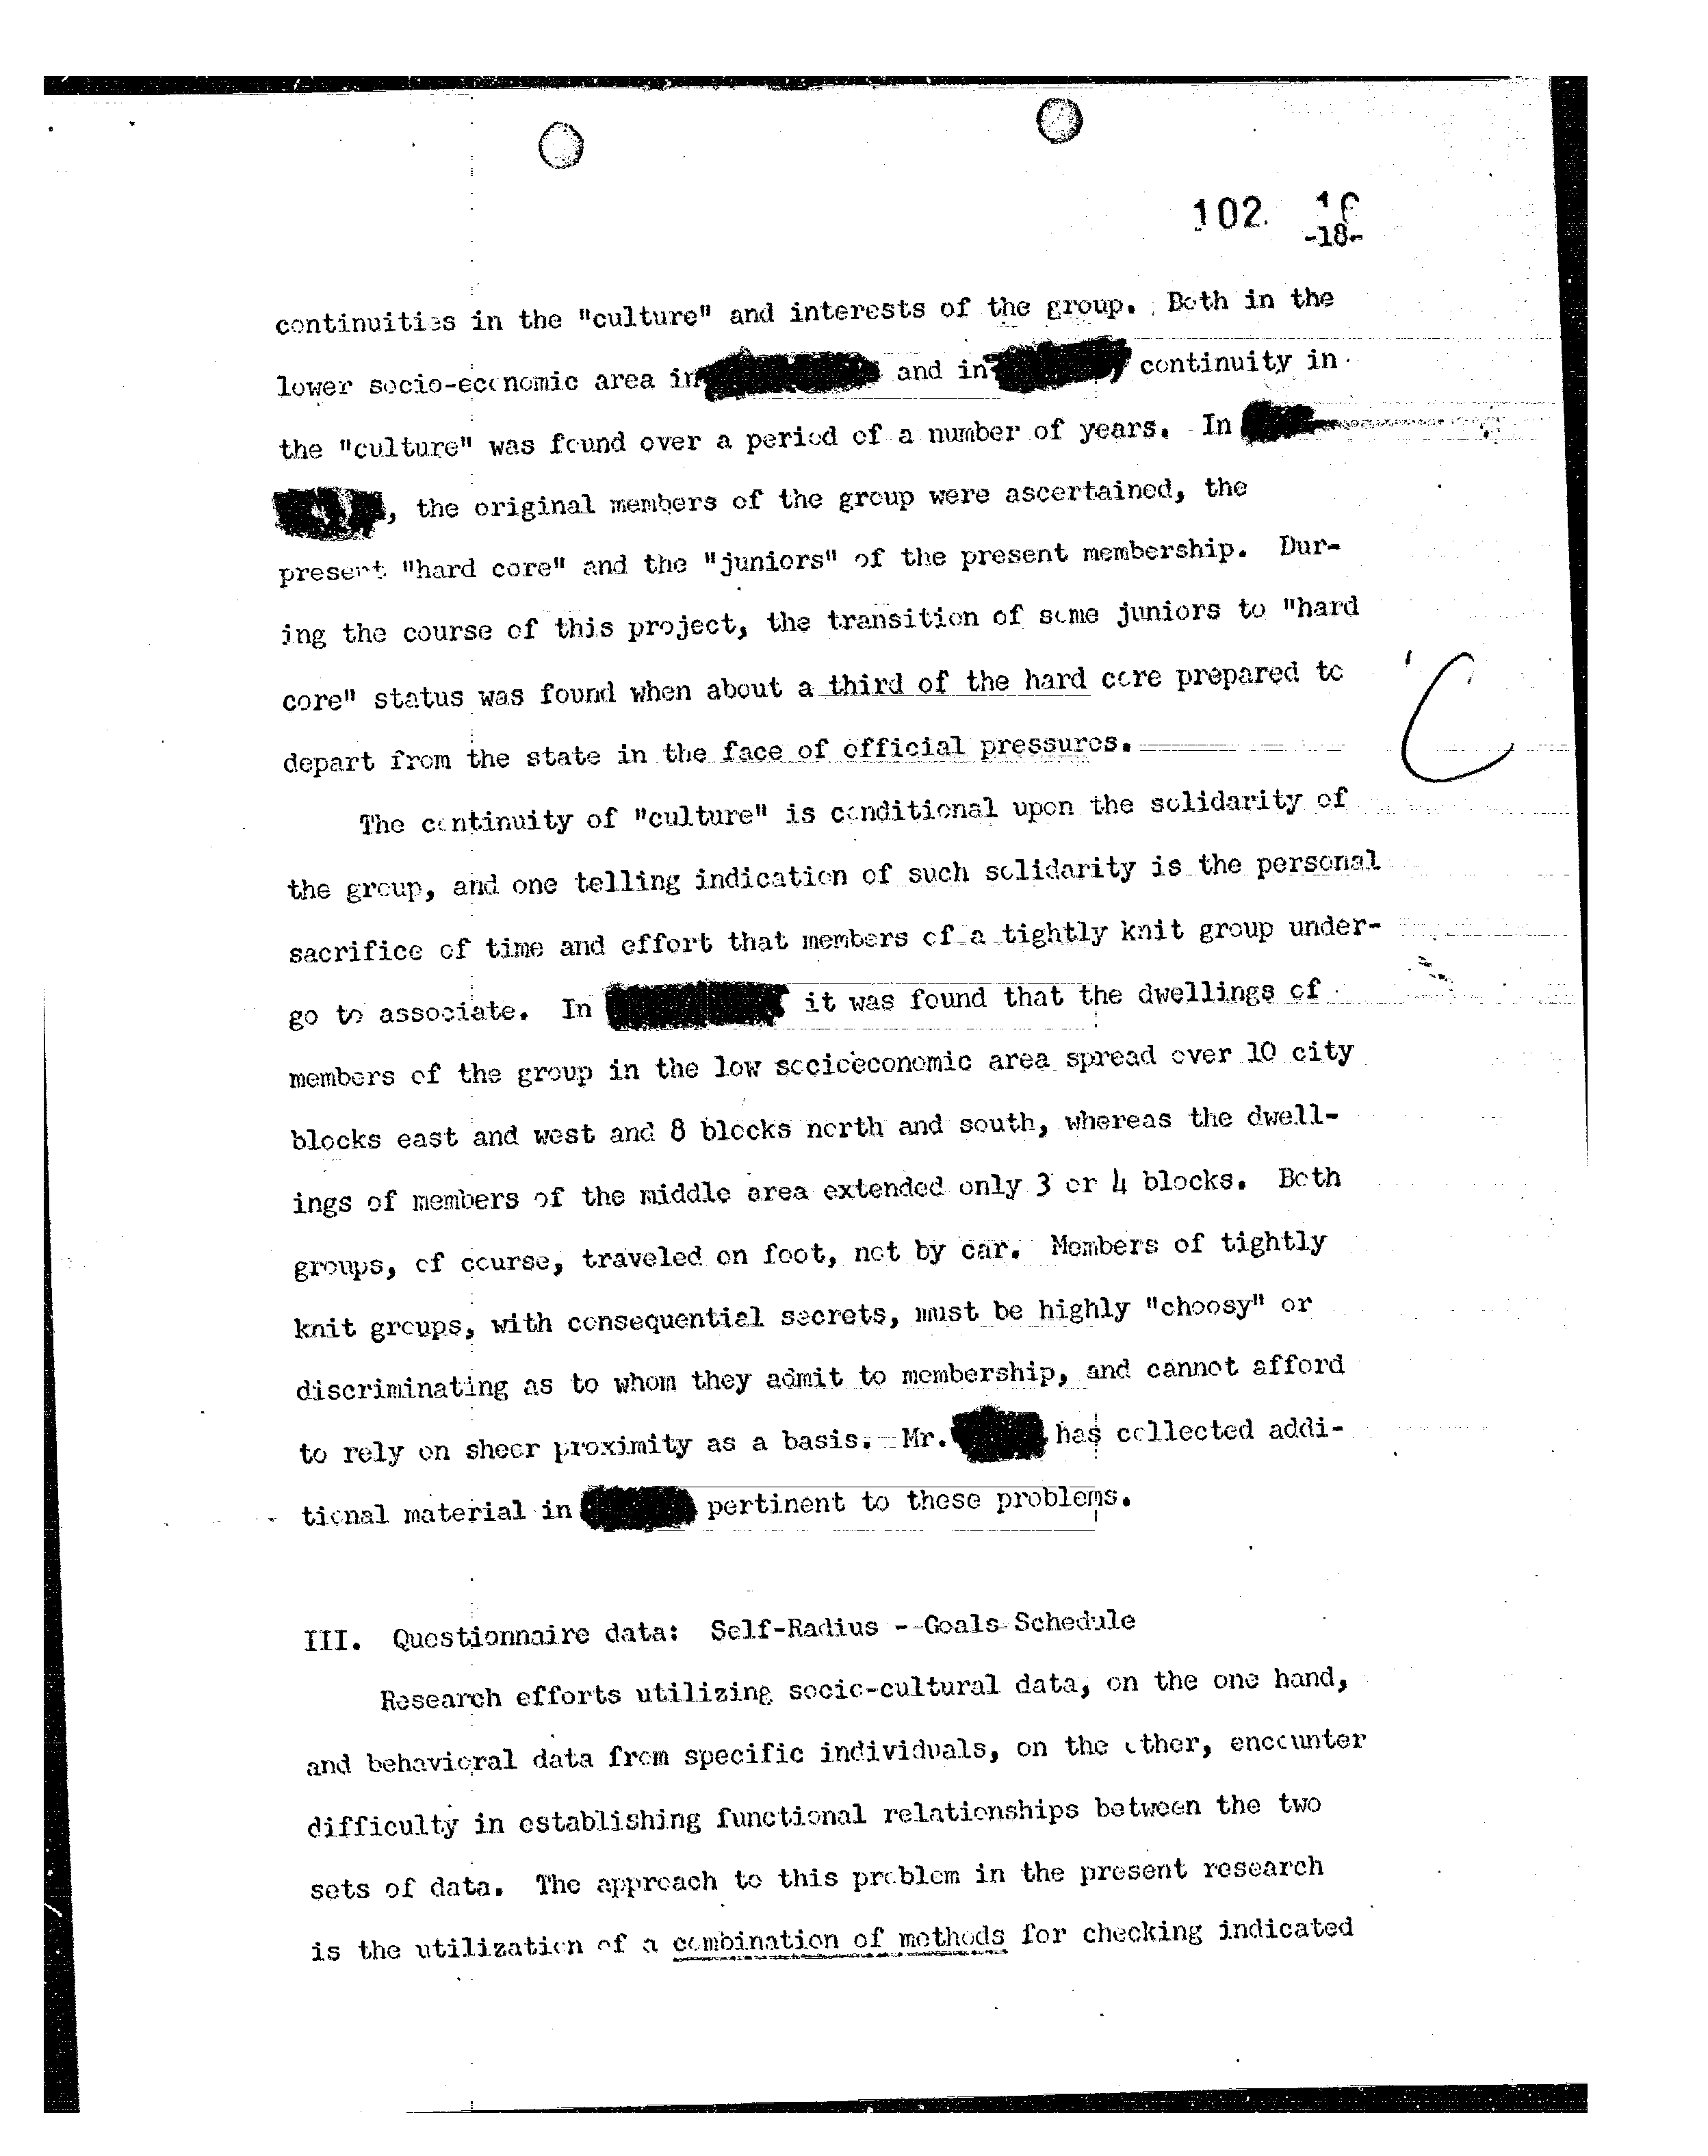 102.
-18-
continuities in the "culture" and interests of the group. Both in the
lower socio-economic area in and in continuity in
the "culture" was found over a period of a number of years. In
, the original members of the group were ascertained, the
present "hard core" and the "juniors" of the present membership. Dur-
ing the course of this project, the transition of some juniors to "hard
core" status was found when about a third of the hard core prepared to
depart from the state in the face of official pressures.
C
The continuity of "culture" is conditional upon the solidarity of
the group, and one telling indication of such solidarity is the personal
sacrifice of time and effort that members of a tightly knit group under-
go to associate. In it was found that the dwellings of
members of the group in the low socioeconomic area spread over 10 city
blocks east and west and 8 blocks north and south, whereas the dwell-
ings of members of the middle area extended only 3 or 4 blocks. Both
groups, of course, traveled on foot, not by car. Members of tightly
knit groups, with consequential secrets, must be highly "choosy" or
discriminating as to whom they admit to membership, and cannot afford
to rely on sheer proximity as a basis. Mr. has collected addi-
tional material in pertinent to these problems.
III. Questionnaire data: Self-Radius -- Goals Schedule
Research efforts utilizing socio-cultural data, on the one hand,
and behavioral data from specific individuals, on the other, encounter
difficulty in establishing functional relationships between the two
sets of data. The approach to this problem in the present research
is the utilization of a combination of methods for checking indicated